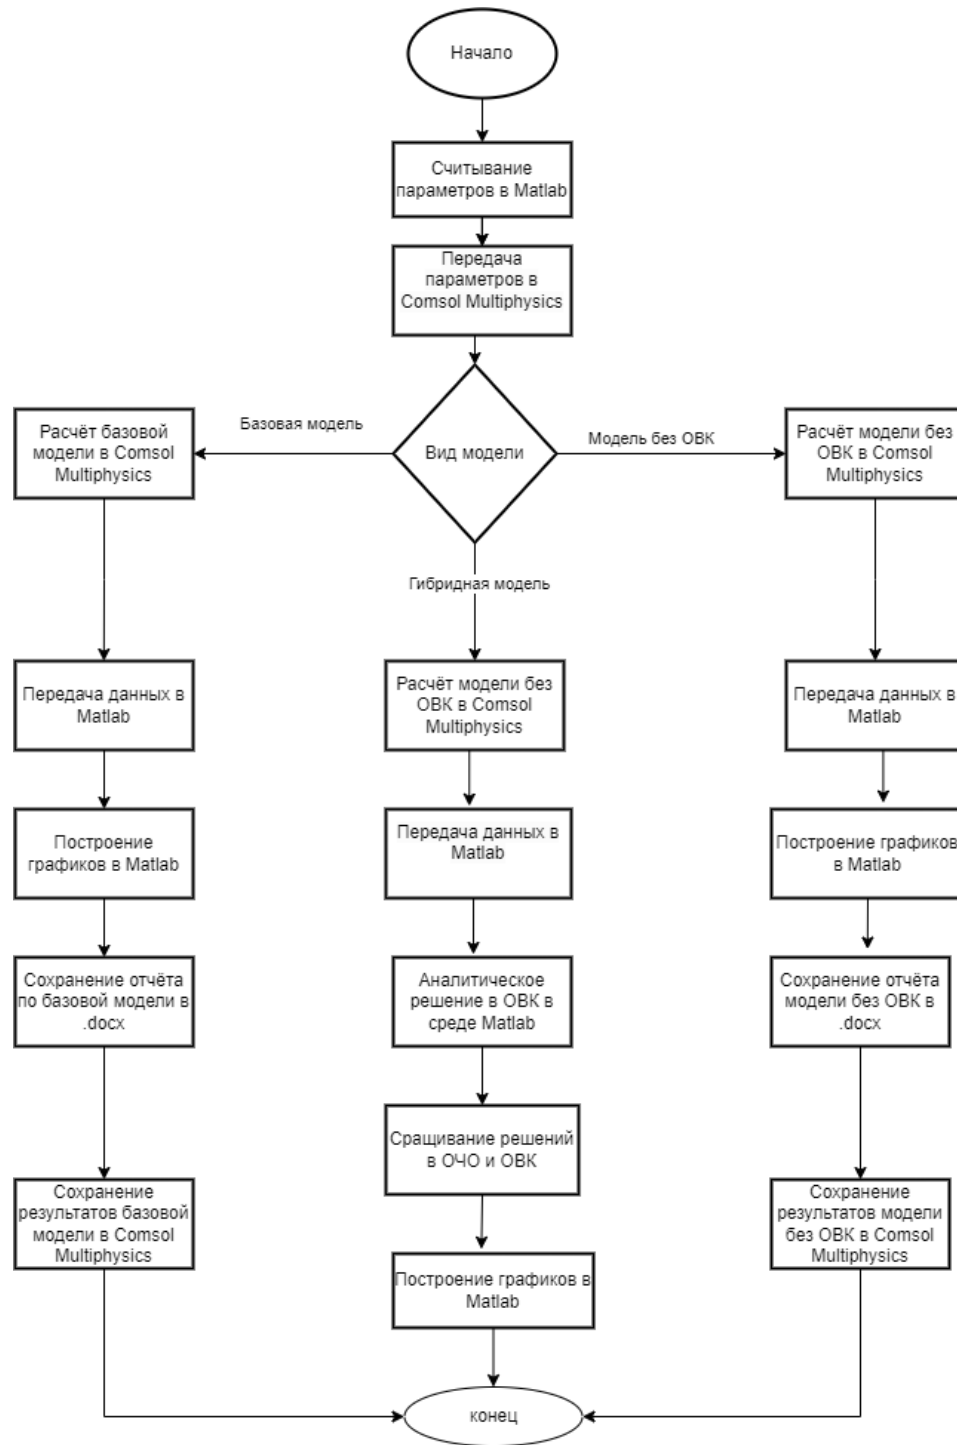 Начало
Считывание
параметров в Matlab
Передача
параметров в
Comsol Multiphysics
Вид модели
Базовая модель
Модель без ОВК
Гибридная модель
Расчёт базовой
модели в Comsol
Multiphysics
Передача данных в
Matlab
Построение
графиков в Matlab
Сохранение отчёта
по базовой модели в
.docx
Сохранение
результатов базовой
модели в Comsol
Multiphysics
Расчёт модели без
ОВК в Comsol
Multiphysics
Передача данных в
Matlab
Аналитическое
решение в ОВК в
среде Matlab
Сращивание решений
в ОЧО и ОВК
Построение графиков в
Matlab
Расчёт модели без
ОВК в Comsol
Multiphysics
Передача данных в
Matlab
Построение графиков
в Matlab
Сохранение отчёта
модели без ОВК в
.docx
Сохранение
результатов модели
без ОВК в Comsol
Multiphysics
конец